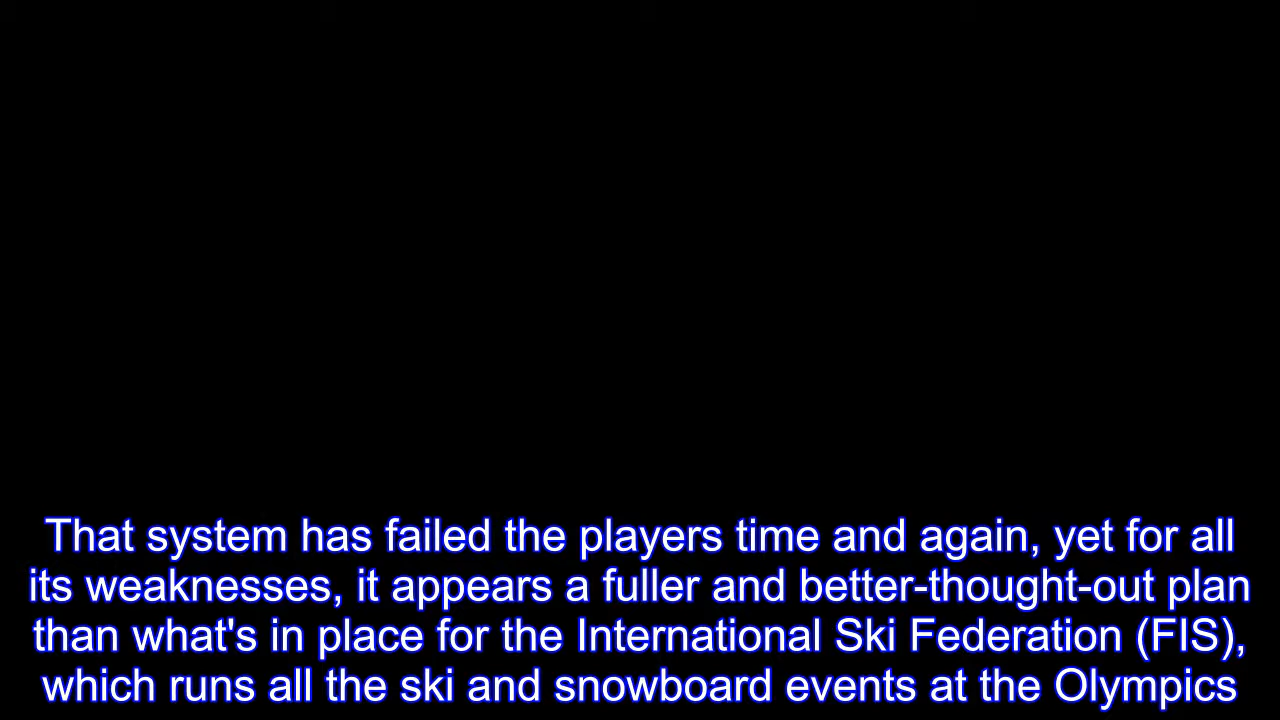 That system has failed the players time and again, yet for all
its weaknesses, it appears a fuller and better-thought-out plan
than what's in place for the International Ski Federation (FIS),
which runs all the ski and snowboard events at the Olympics